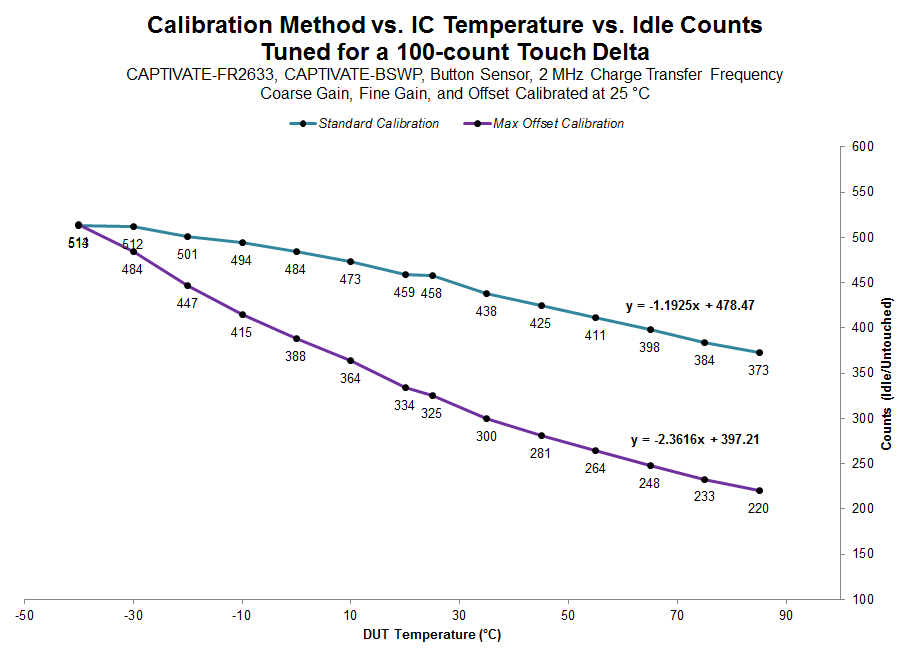 Calibration Method vs. IC Temperature vs. Idle Counts
Tuned for a 100-count Touch Delta
CAPTIVATE-FR2633, CAPTIVATE-BSWP, Button Sensor, 2 MHz Charge Transfer Frequency
Coarse Gain, Fine Gain, and Offset Calibrated at 25 °C
Standard Calibration Max Offset Calibration
600
550
500
450
400
350
300
250
200
150
100
Counts (Idle/Untouched)
512 501 494 484 473 459 458 438 425 411 398 384 373
y = -1.1925x + 478.47
484 447 415 388 364 334 325 300 281 264 248 233 220
y = -2.3616x + 397.21
-50 -30 -10 10 30 50 70 90
DUT Temperature (°C)